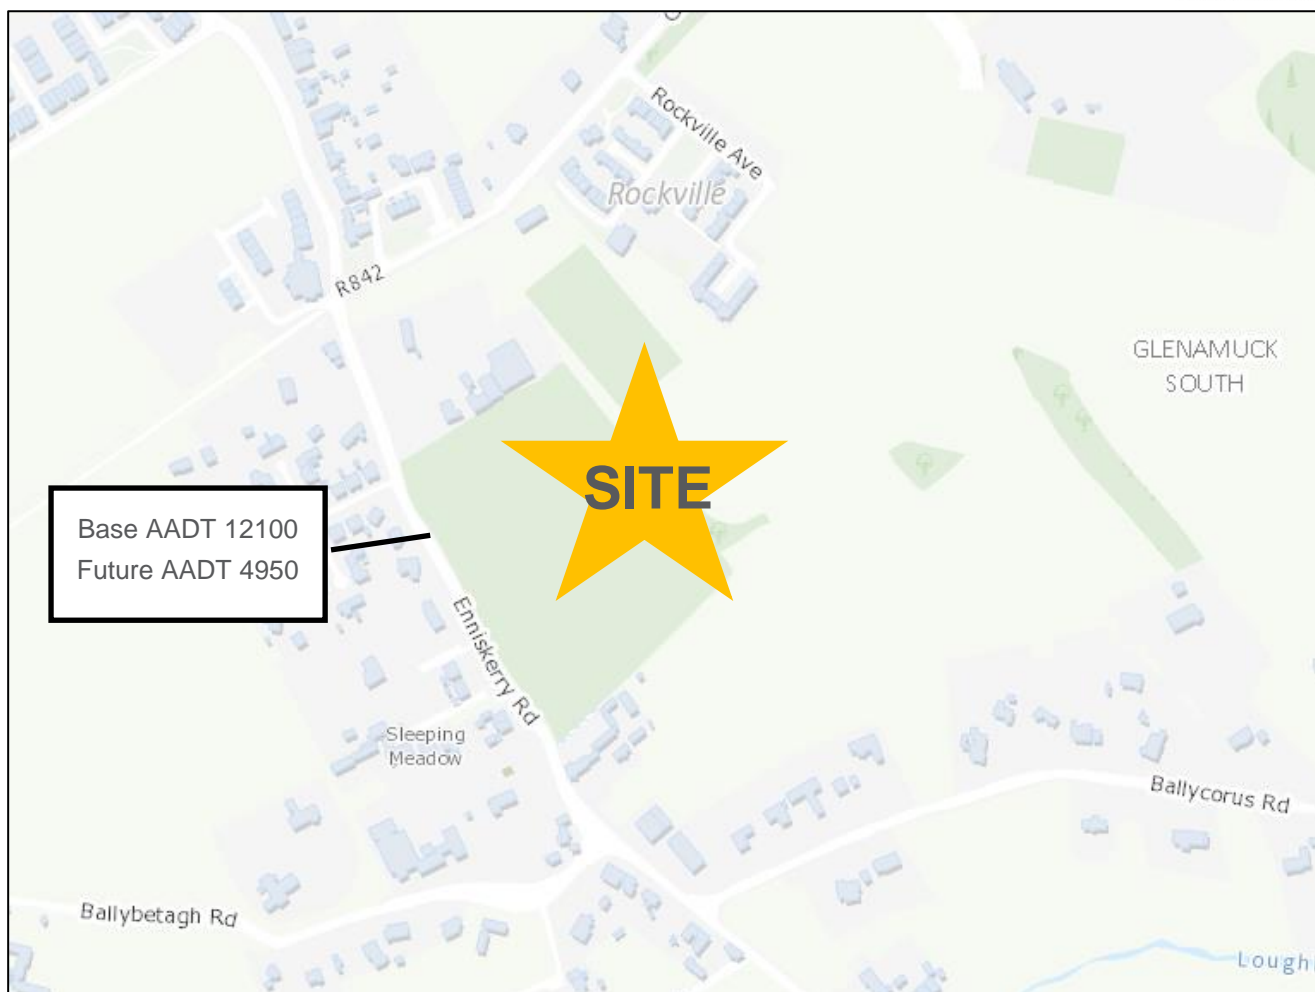 Rockville Ave
Rockville
R842
GLENAMUCK
SOUTH
SITE
Base AADT 12100
Future AADT 4950
Enniskerry Rd
Sleeping
Meadow
Ballycorus Rd
Ballybetagh Rd
Lough